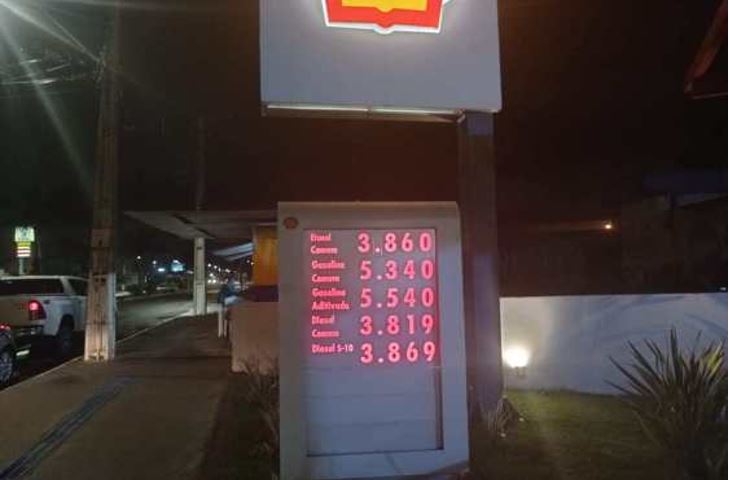 Etanol
Comum 3.860
Gasolina
Comum 5.340
Gasolina
Aditivada 5.540
Diesel
Comum 3.819
Diesel S-10 3.869